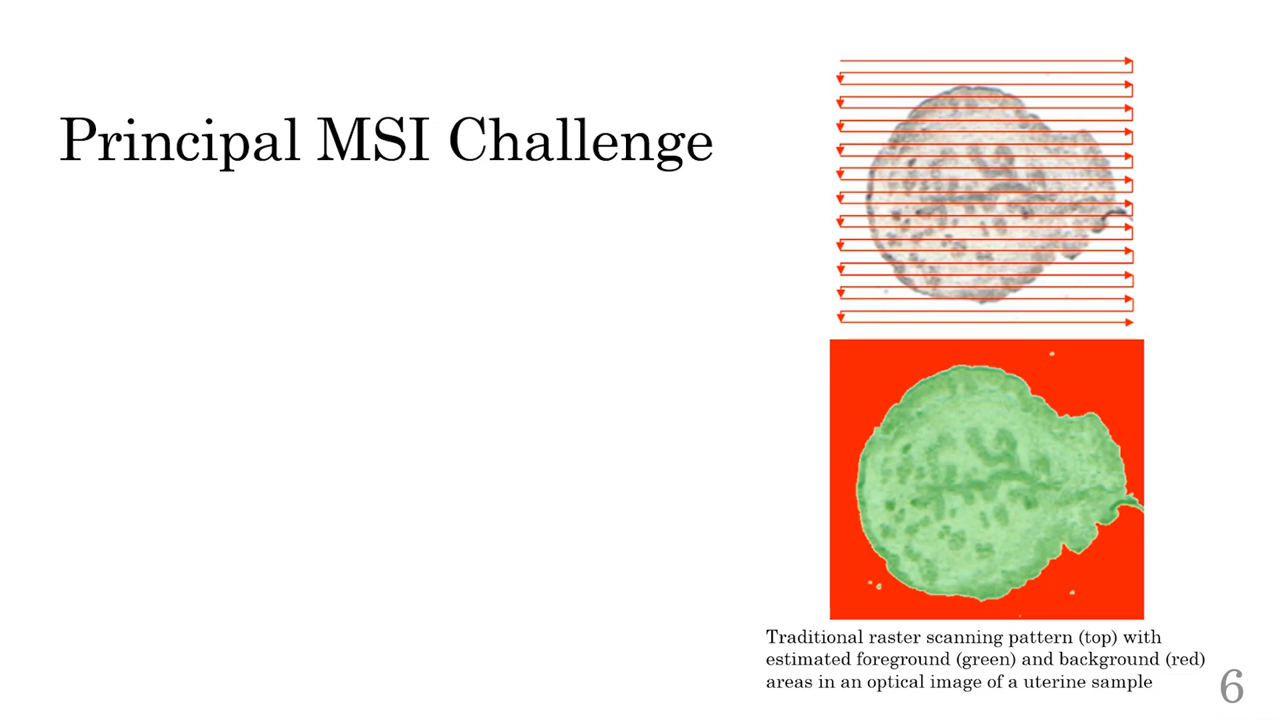 Principal MSI Challenge
Traditional raster scanning pattern (top) with
estimated foreground (green) and background (red)
areas in an optical image of a uterine sample
6